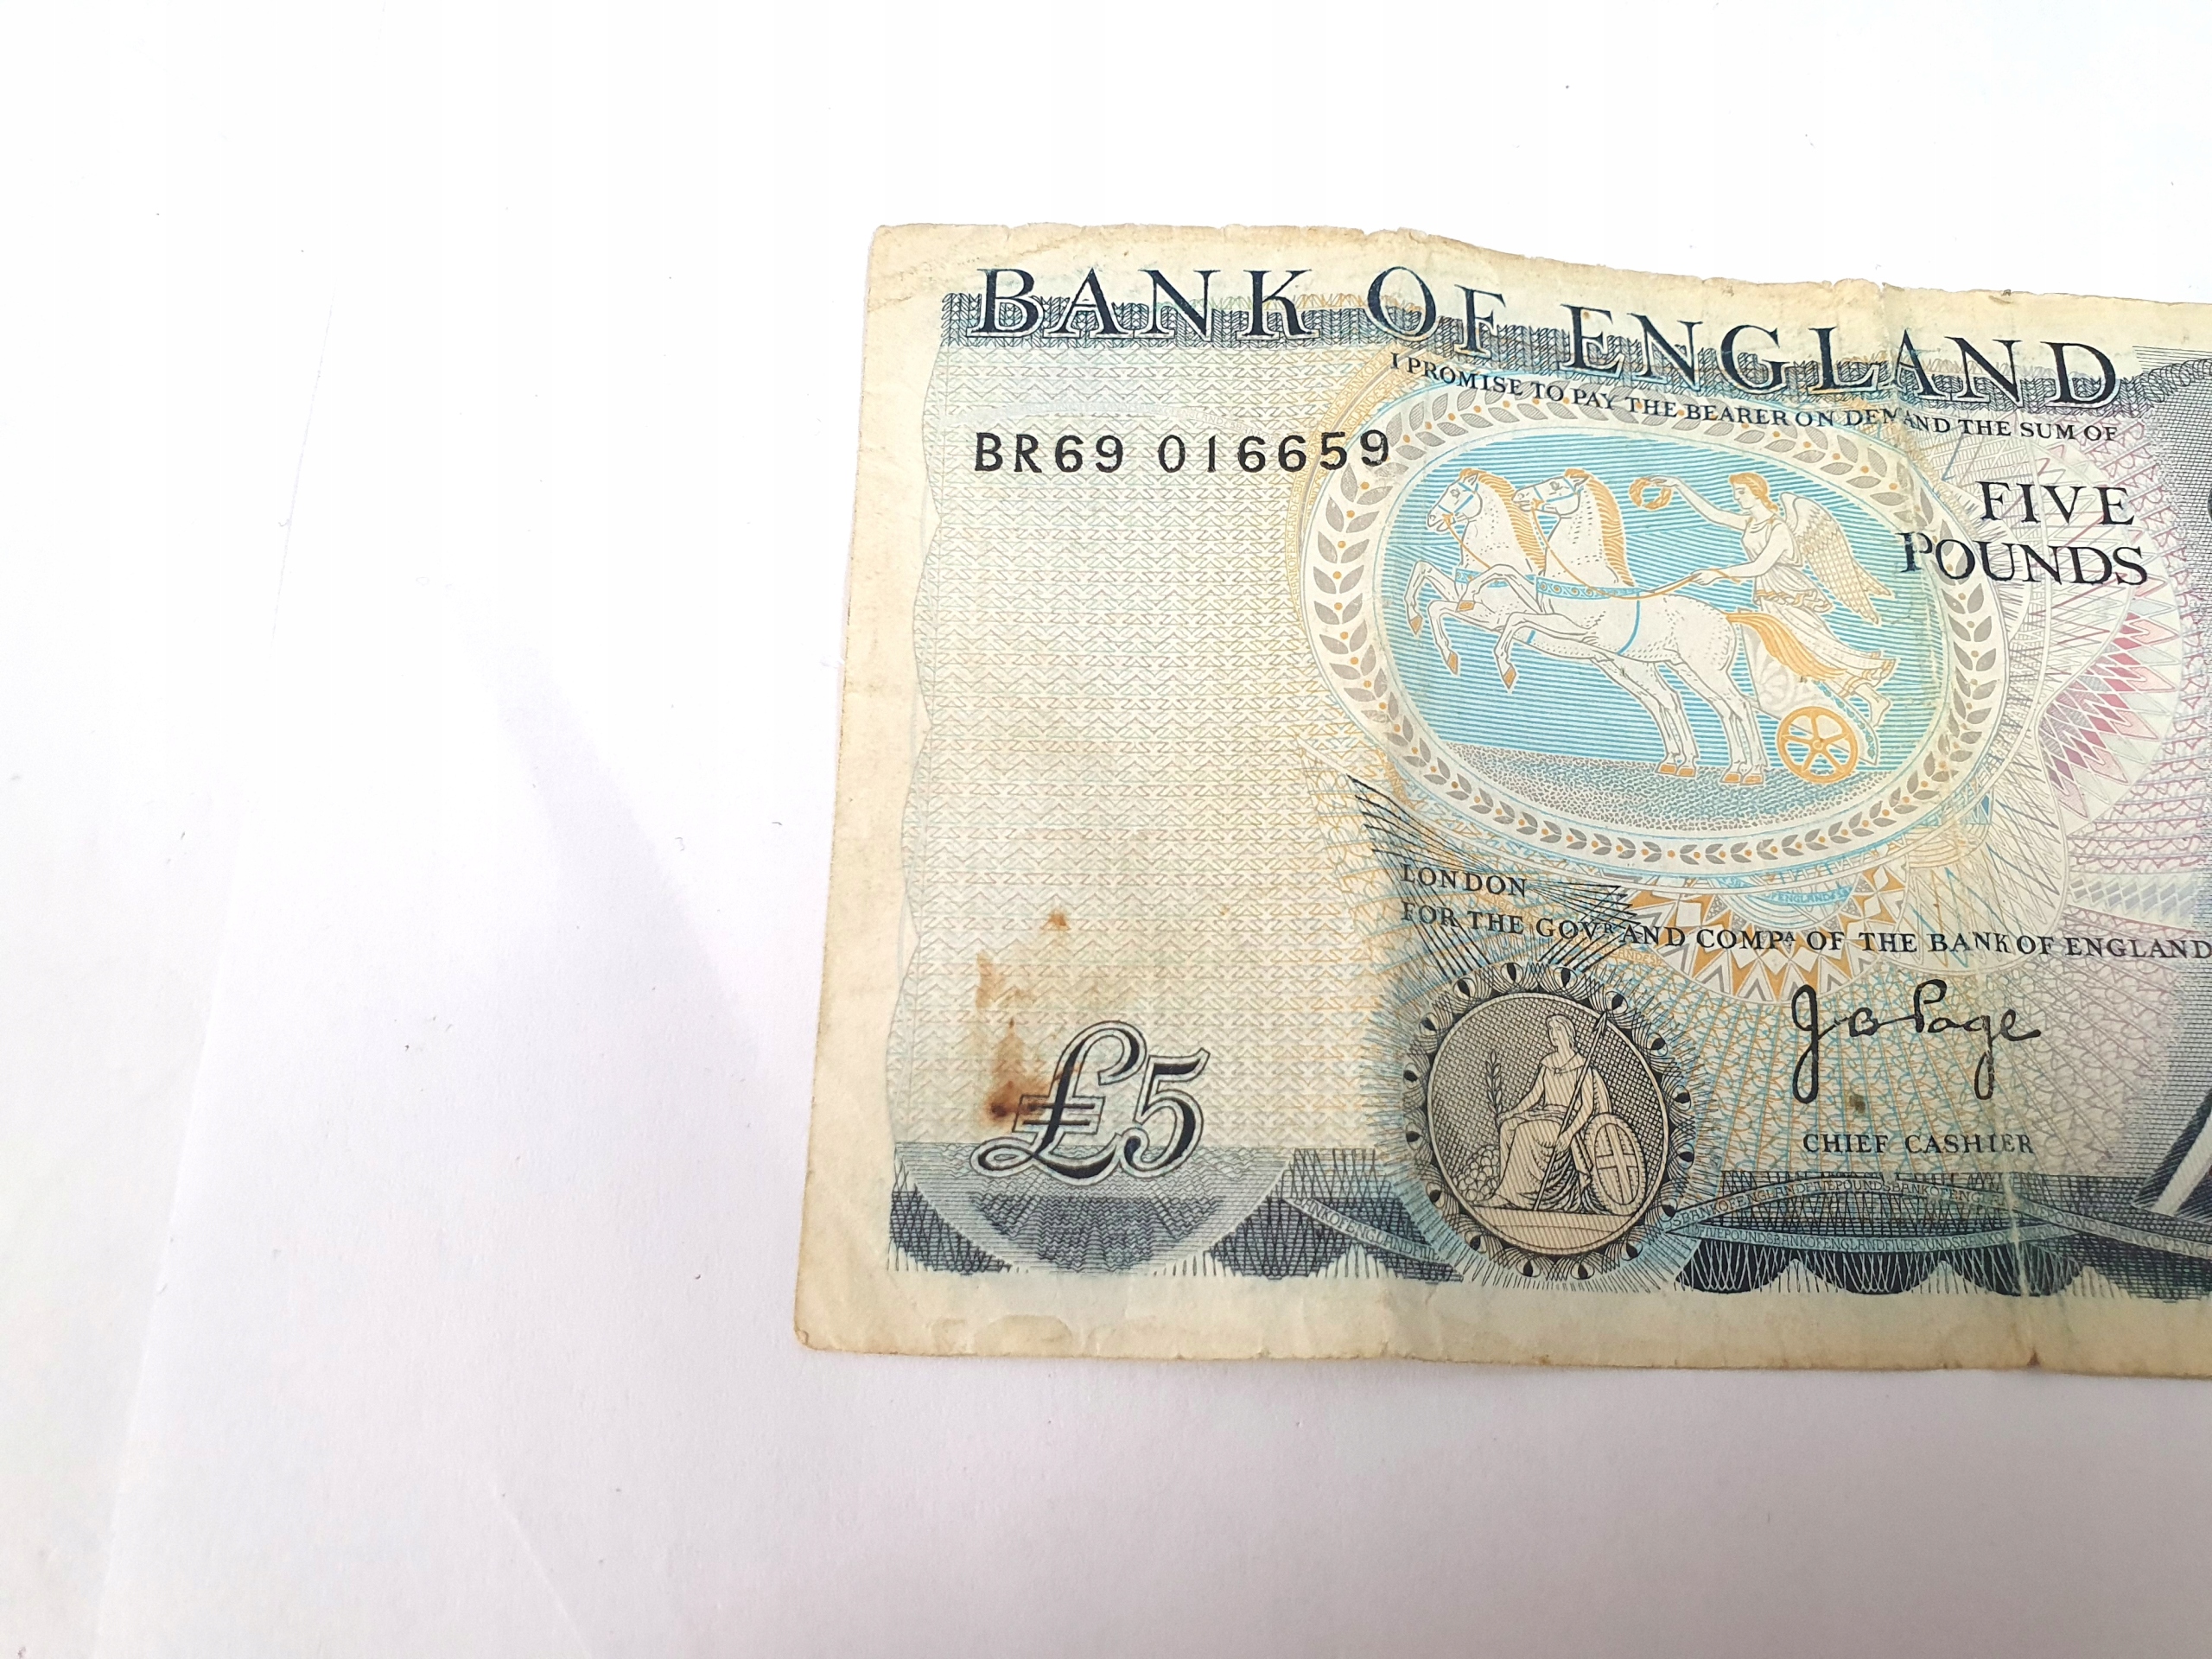 BANK OF ENGLAND
I PROMISE TO PAY THE BEARER ON DEMAND THE SUM OF
BR69 016659
FIVE
POUNDS
LONDON
FOR THE GOVR AND COMPA OF THE BANK OF ENGLAND
J B Page
£5
CHIEF CASHIER